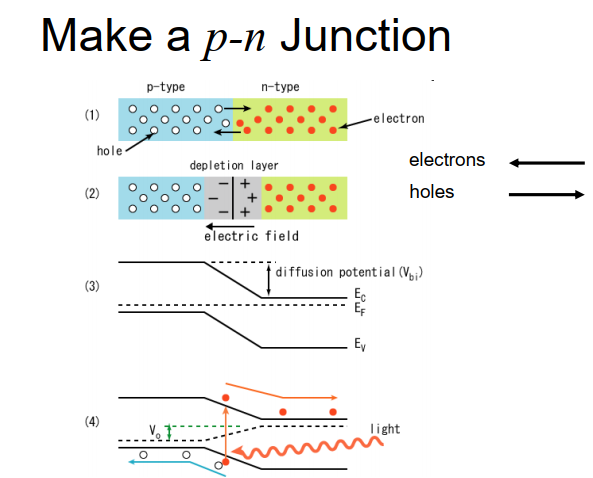 Make a p-n Junction
p-type
n-type
(1)
electron
hole
electrons
holes
depletion layer
(2)
− +
− +
− +
electric field
(3)
diffusion potential(Vbi)
EC
EF
EV
(4)
Vo
light